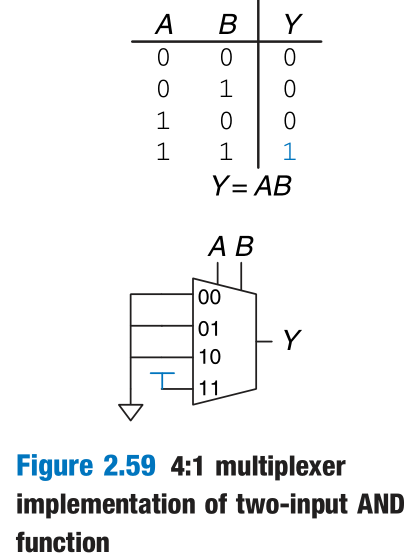 A B Y
0 0 0
0 1 0
1 0 0
1 1 1
Y = AB
A B
00
01
Y
10
11
Figure 2.59 4:1 multiplexer
implementation of two-input AND
function